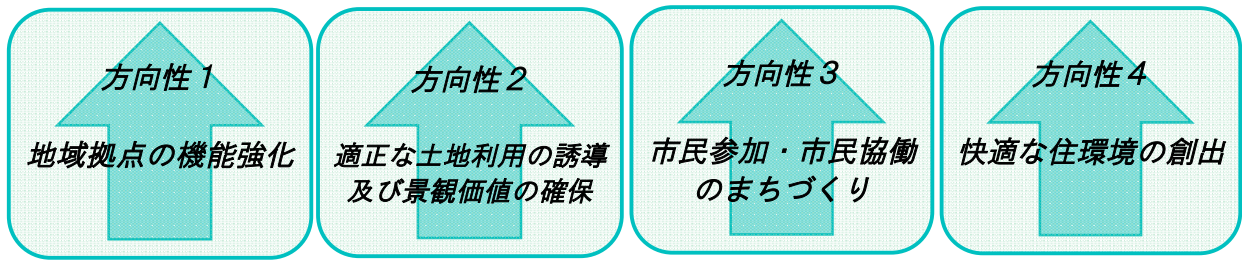 方向性１
地域拠点の機能強化
方向性２
適正な土地利用の誘導
及び景観価値の確保
方向性３
市民参加・市民協働
のまちづくり
方向性４
快適な住環境の創出